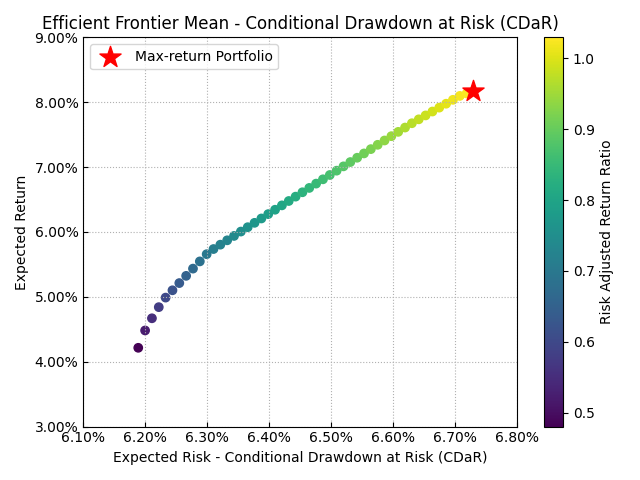 Efficient Frontier Mean - Conditional Drawdown at Risk (CDaR)
Max-return Portfolio
9.00%
8.00%
7.00%
6.00%
5.00%
4.00%
3.00%
Expected Return
6.10% 6.20% 6.30% 6.40% 6.50% 6.60% 6.70% 6.80%
Expected Risk - Conditional Drawdown at Risk (CDaR)
1.0
0.9
0.8
0.7
0.6
0.5
Risk Adjusted Return Ratio